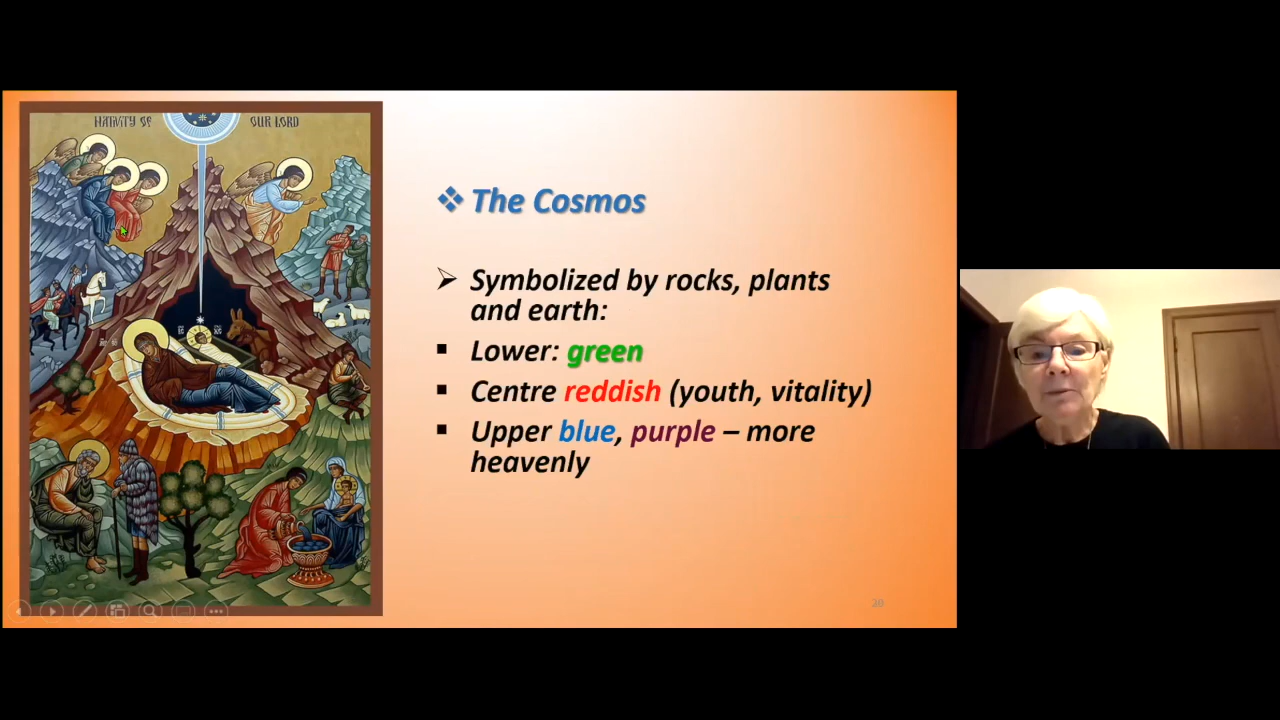 NATIVITY OF OUR LORD
The Cosmos
Symbolized by rocks, plants
and earth:
Lower: green
Centre reddish (youth, vitality)
Upper blue, purple – more
heavenly